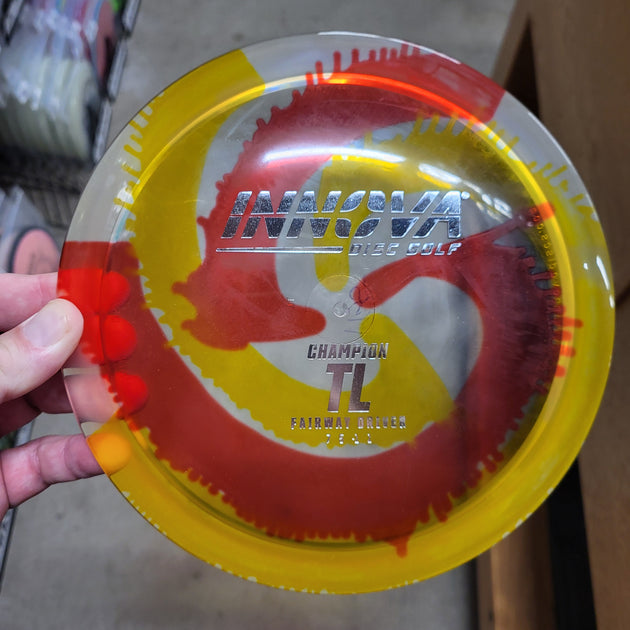 INNOVA
DISC GOLF
CHAMPION
TL
FAIRWAY DRIVER